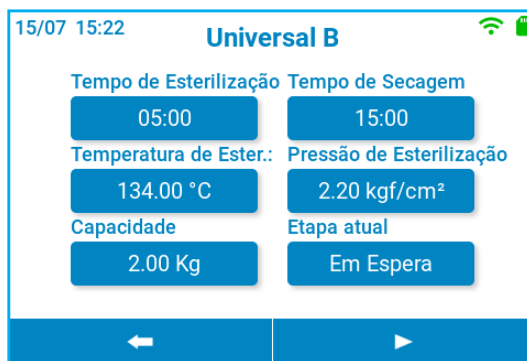 15/07 15:22
Universal B
Tempo de Esterilização Tempo de Secagem
05:00 15:00
Temperatura de Ester.: Pressão de Esterilização
134.00 °C 2.20 kgf/cm²
Capacidade Etapa atual
2.00 Kg Em Espera